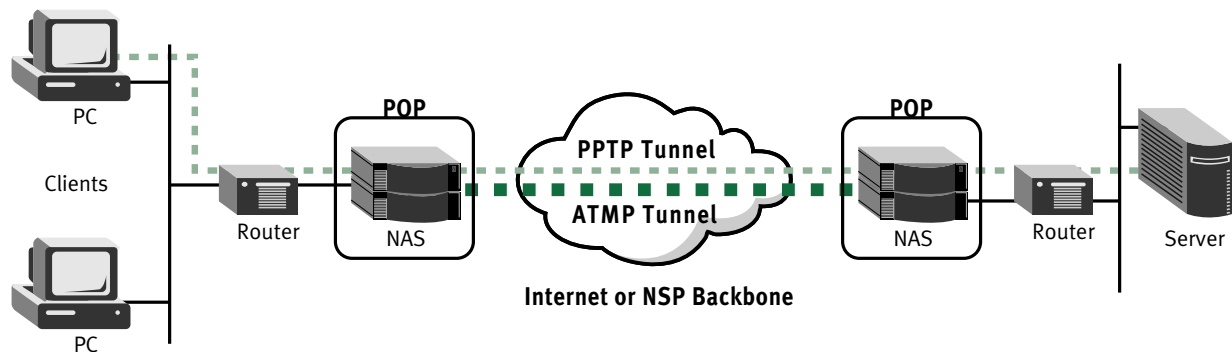 PC
Clients
PC
Router
POP
NAS
PPTP Tunnel
ATMP Tunnel
Internet or NSP Backbone
POP
NAS
Router
Server